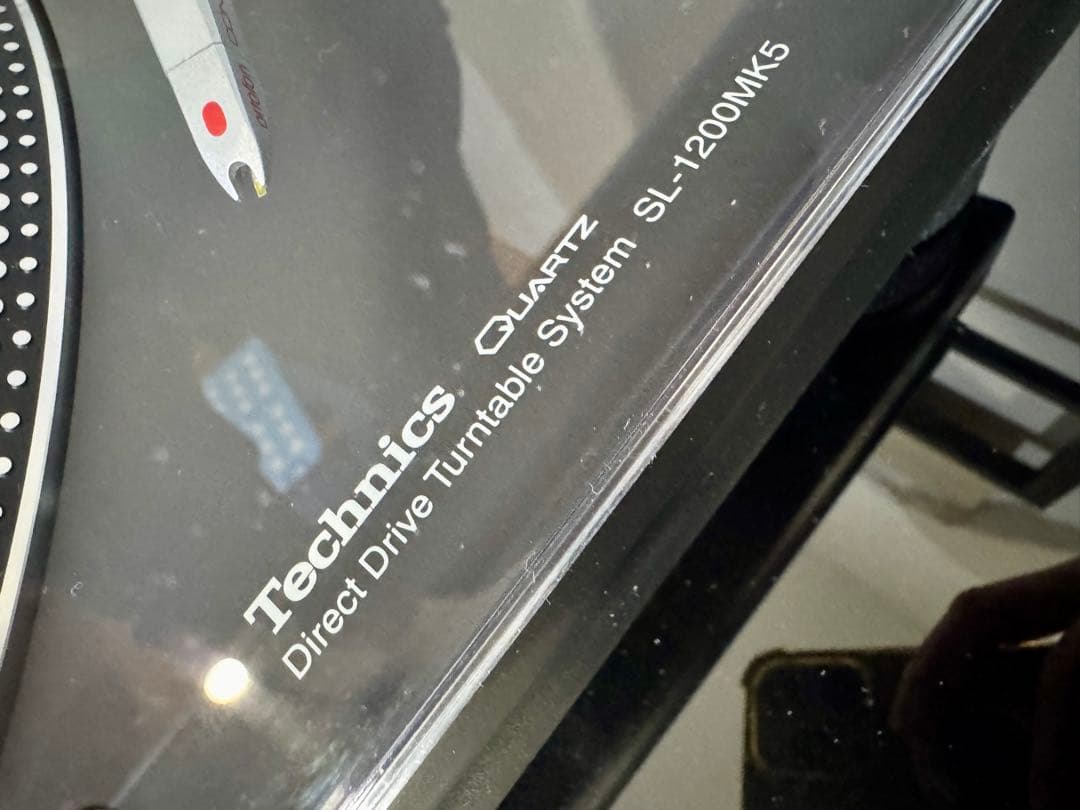 Technics QUARTZ
Direct Drive Turntable System SL-1200MK5